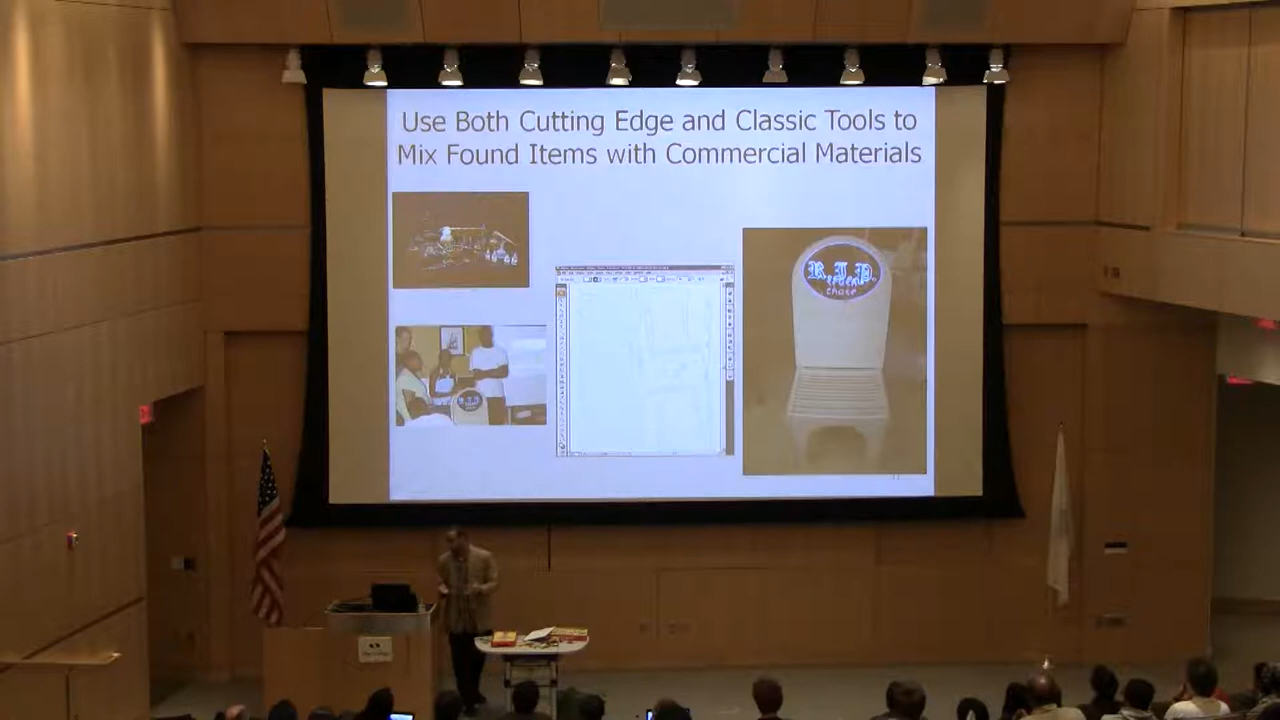 Use Both Cutting Edge and Classic Tools to
Mix Found Items with Commercial Materials
R.I.P.